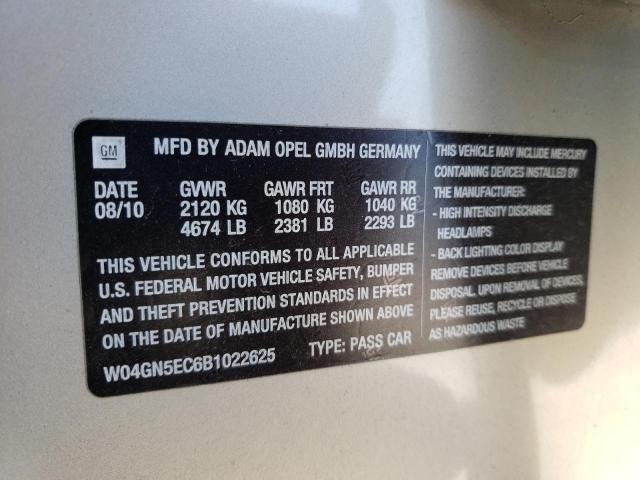 GM
MFD BY ADAM OPEL GMBH GERMANY
DATE GVWR GAWR FRT GAWR RR
08/10 2120 KG 1080 KG 1040 KG
4674 LB 2381 LB 2293 LB
THIS VEHICLE CONFORMS TO ALL APPLICABLE
U.S. FEDERAL MOTOR VEHICLE SAFETY, BUMPER
AND THEFT PREVENTION STANDARDS IN EFFECT
ON THE DATE OF MANUFACTURE SHOWN ABOVE
W04GN5EC6B1022625 TYPE: PASS CAR
THIS VEHICLE MAY INCLUDE MERCURY
CONTAINING DEVICES INSTALLED BY
THE MANUFACTURER:
- HIGH INTENSITY DISCHARGE
HEADLAMPS
- BACK LIGHTING COLOR DISPLAY
REMOVE DEVICES BEFORE VEHICLE
DISPOSAL, UPON REMOVAL OF DEVICES,
PLEASE REUSE, RECYCLE OR DISPOSE
AS HAZARDOUS WASTE